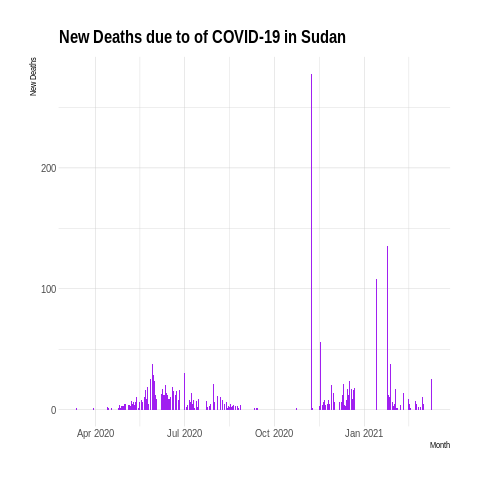 New Deaths due to of COVID-19 in Sudan
New Deaths
200
100
0
Apr 2020 Jul 2020 Oct 2020 Jan 2021
Month